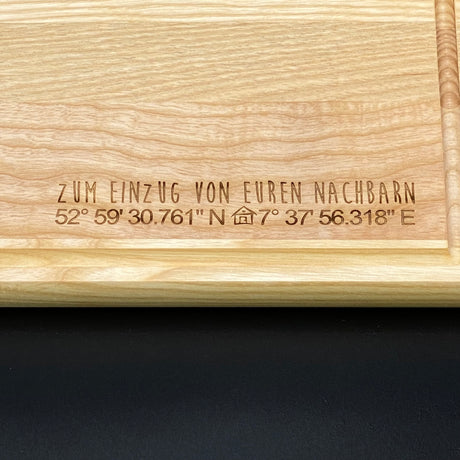 ZUM EINZUG VON EUREN NACHBARN
52° 59' 30.761" N 7° 37' 56.318" E